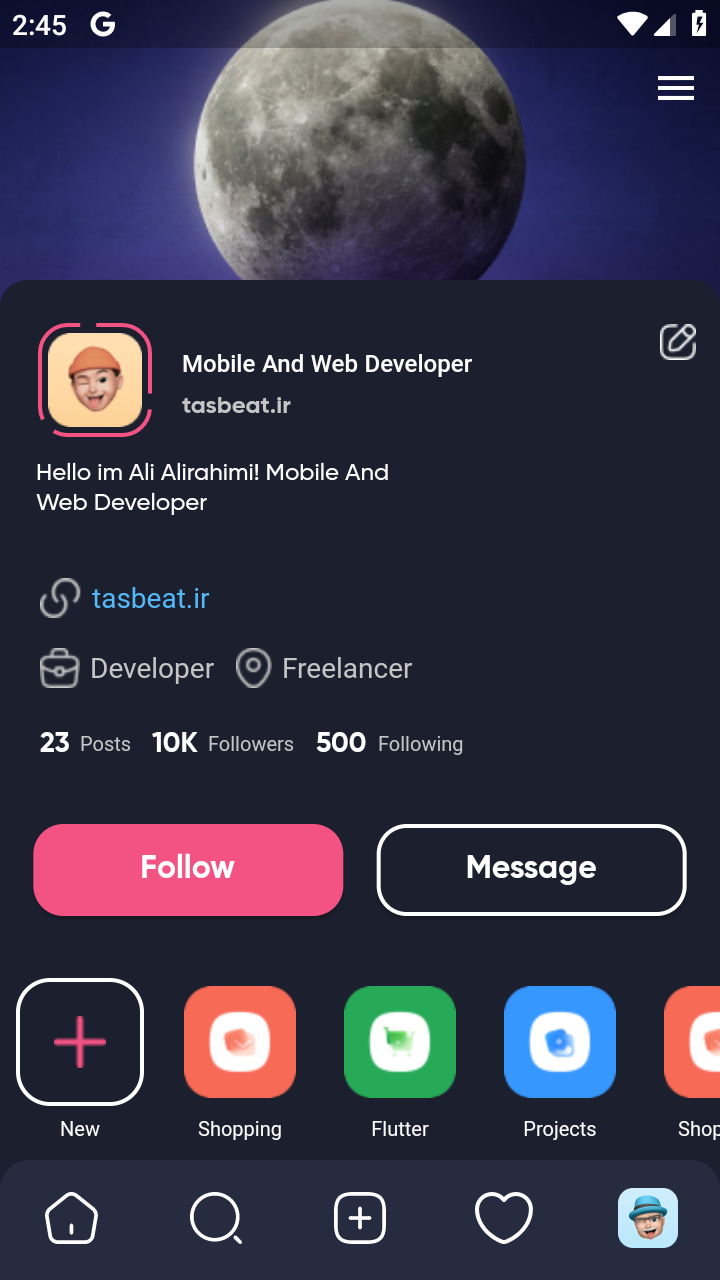 2:45 G
Mobile And Web Developer
tasbeat.ir
Hello im Ali Alirahimi! Mobile And
Web Developer
tasbeat.ir
Developer Freelancer
23 Posts 10K Followers 500 Following
Follow Message
New Shopping Flutter Projects Shop